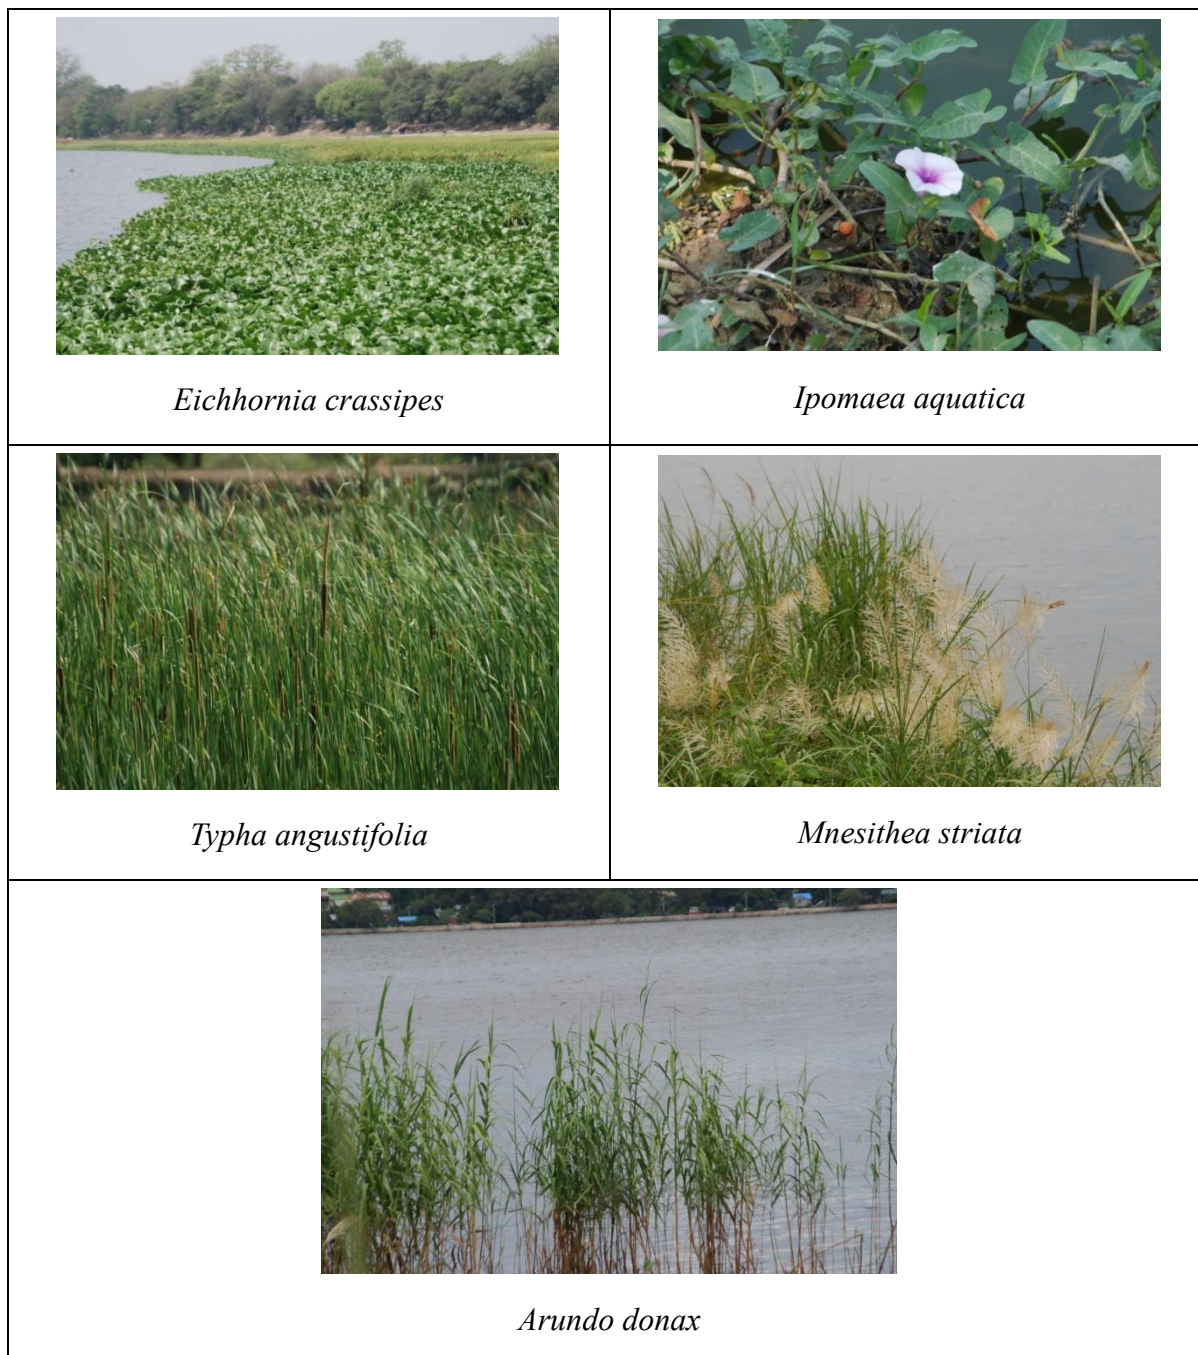 Eichhornia crassipes
Ipomaea aquatica
Typha angustifolia
Mnesithea striata
Arundo donax